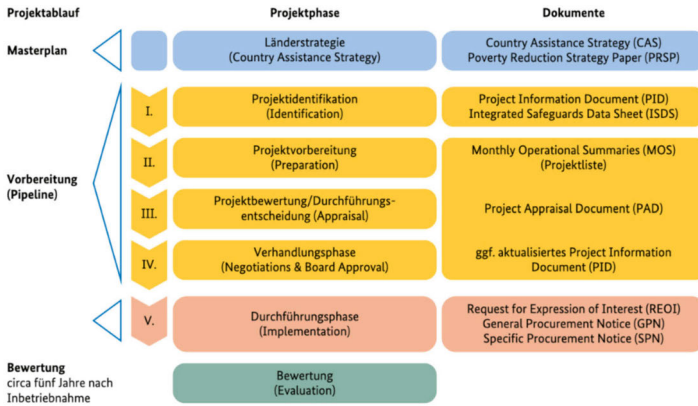 Projektablauf
Projektphase
Dokumente
Masterplan
Länderstrategie
(Country Assistance Strategy)
Country Assistance Strategy (CAS)
Poverty Reduction Strategy Paper (PRSP)
Vorbereitung
(Pipeline)
I.
Projektidentifikation
(Identification)
Project Information Document (PID)
Integrated Safeguards Data Sheet (ISDS)
II.
Projektvorbereitung
(Preparation)
Monthly Operational Summaries (MOS)
(Projektliste)
III.
Projektbewertung/Durchführungs-
entscheidung (Appraisal)
Project Appraisal Document (PAD)
IV.
Verhandlungsphase
(Negotiations & Board Approval)
ggf. aktualisiertes Project Information
Document (PID)
V.
Durchführungsphase
(Implementation)
Request for Expression of Interest (REOI)
General Procurement Notice (GPN)
Specific Procurement Notice (SPN)
Bewertung
circa fünf Jahre nach
Inbetriebnahme
Bewertung
(Evaluation)